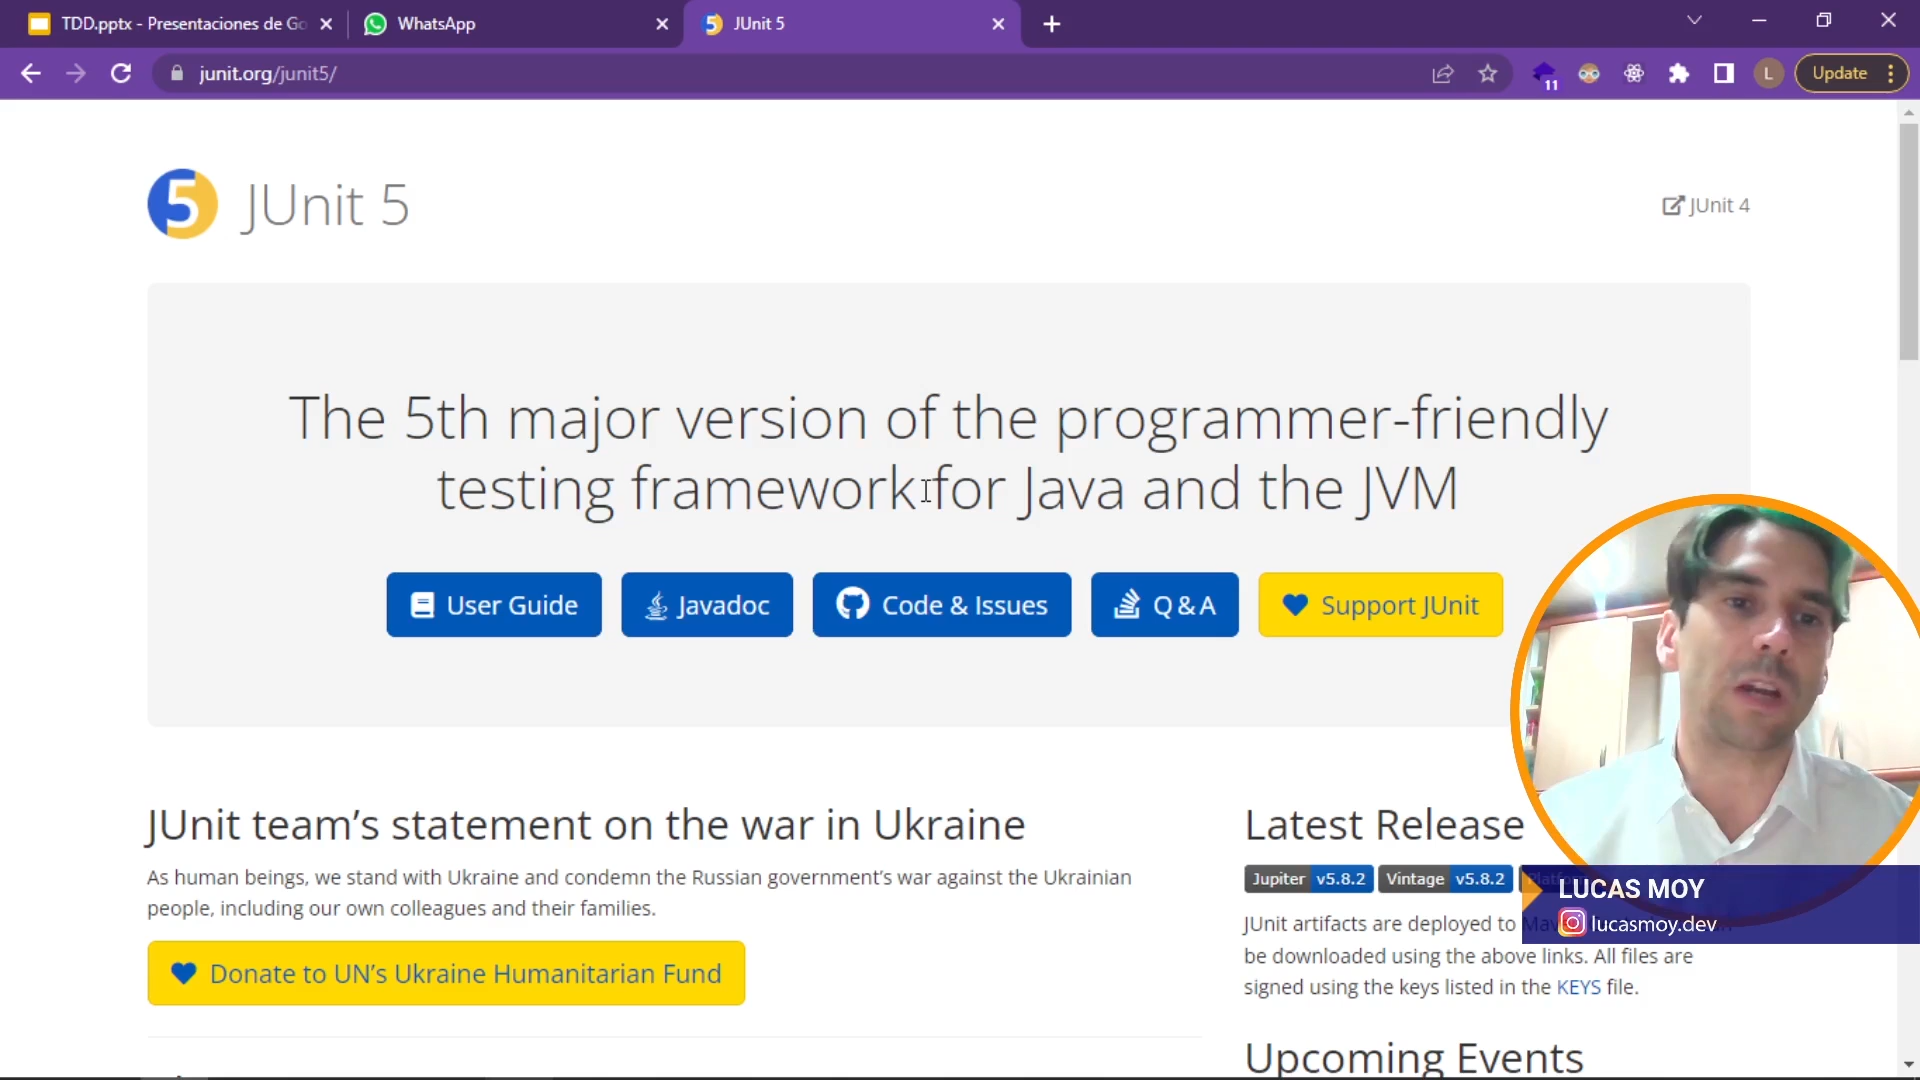 TDD.pptx - Presentaciones de Go
WhatsApp
JUnit 5
junit.org/junit5/
11
L
Update
5 JUnit 5
JUnit 4
The 5th major version of the programmer-friendly
testing framework for Java and the JVM
User Guide
Javadoc
Code & Issues
Q & A
Support JUnit
JUnit team’s statement on the war in Ukraine
As human beings, we stand with Ukraine and condemn the Russian government’s war against the Ukrainian
people, including our own colleagues and their families.
Donate to UN’s Ukraine Humanitarian Fund
Latest Release
Jupiter v5.8.2 Vintage v5.8.2
JUnit artifacts are deployed to
be downloaded using the above links. All files are
signed using the keys listed in the KEYS file.
Upcoming Events
LUCAS MOY
lucasmoy.dev